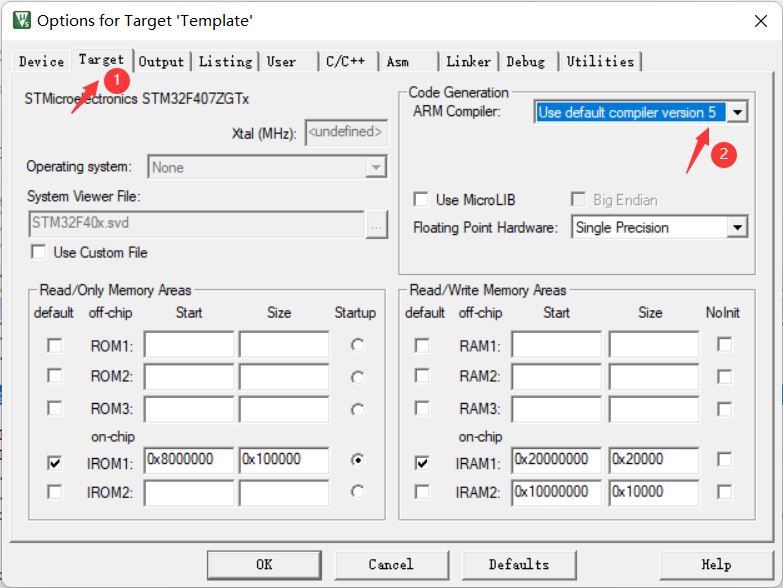 Options for Target 'Template'
Device Target Output Listing User C/C++ Asm Linker Debug Utilities
1
STMicroelectronics STM32F407ZGTx
Xtal (MHz): <undefined>
Operating system: None
System Viewer File:
STM32F40x.svd ...
Use Custom File
Code Generation
ARM Compiler: Use default compiler version 5
2
Use MicroLIB Big Endian
Floating Point Hardware: Single Precision
Read/Only Memory Areas
default off-chip Start Size Startup
ROM1:
ROM2:
ROM3:
on-chip
IROM1: 0x8000000 0x100000
IROM2:
Read/Write Memory Areas
default off-chip Start Size NoInit
RAM1:
RAM2:
RAM3:
on-chip
IRAM1: 0x20000000 0x20000
IRAM2: 0x10000000 0x10000
OK Cancel Defaults Help